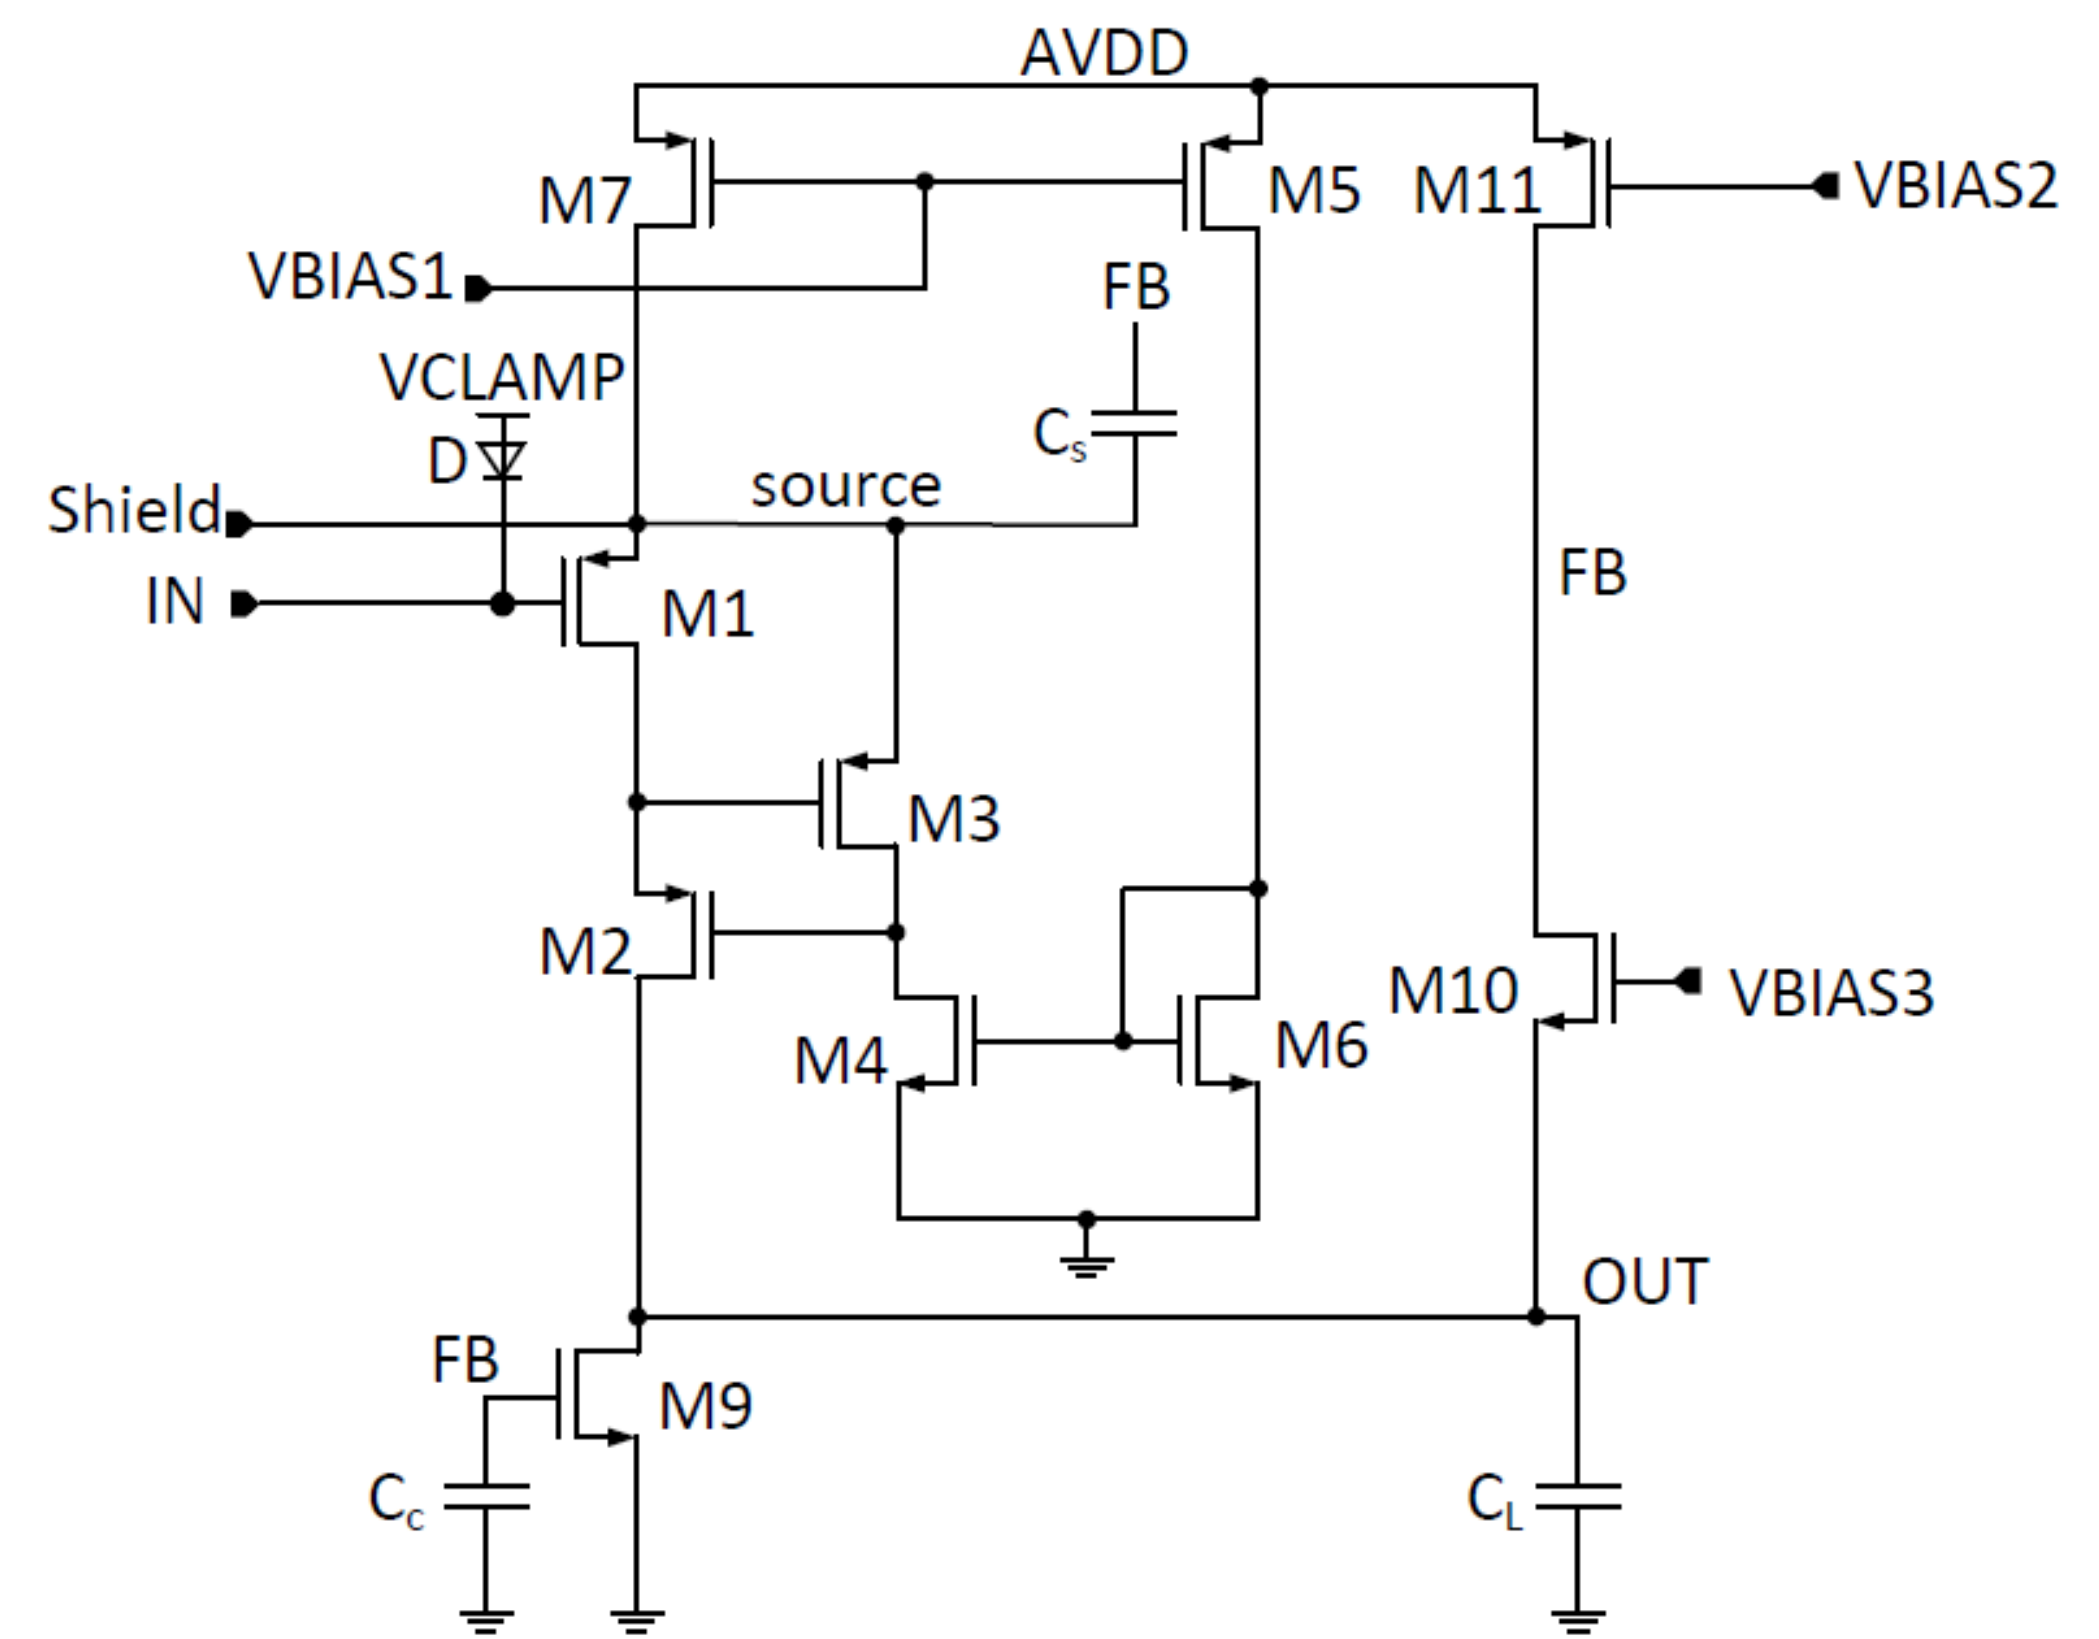 AVDD
M7
M5
M11
VBIAS2
VBIAS1
FB
VCLAMP
D
Cs
Shield
source
IN
M1
FB
M3
M2
M10
VBIAS3
M4
M6
OUT
FB
M9
Cc
CL